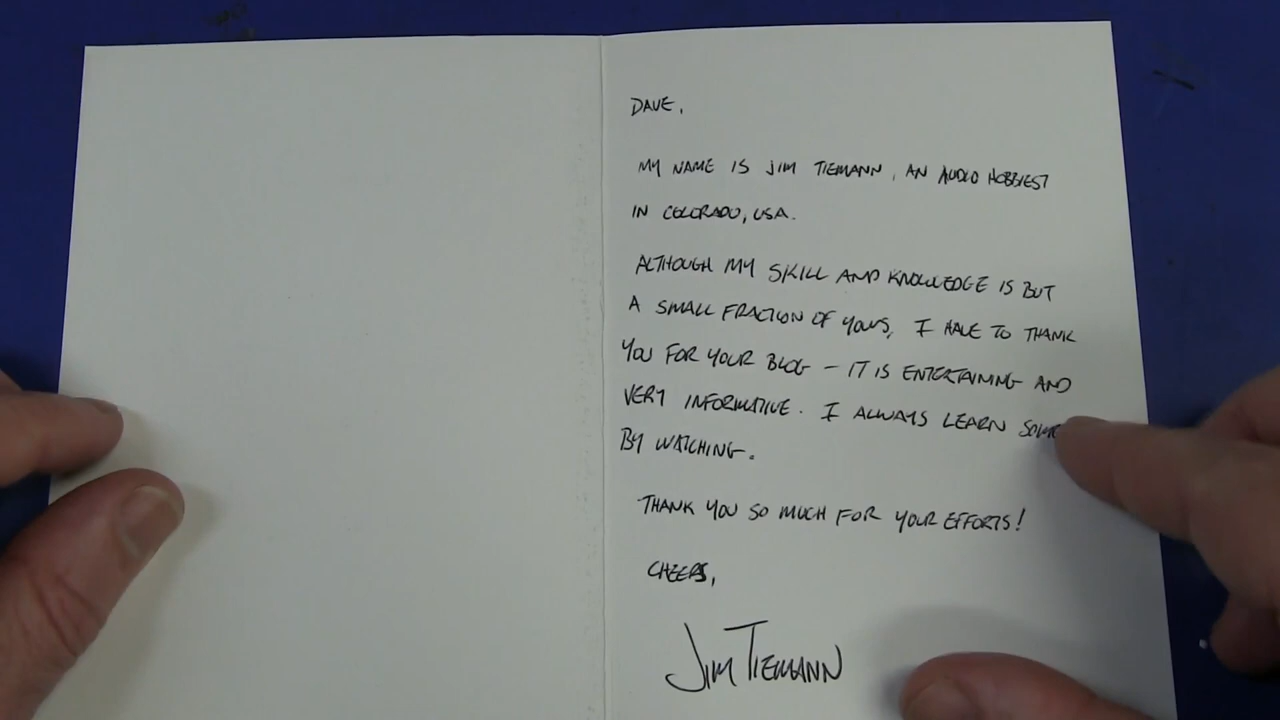 DAVE,
MY NAME IS JIM TIEMANN, AN AUDIO HOBBIEST
IN COLORADO, USA.
ALTHOUGH MY SKILL AND KNOWLEDGE IS BUT
A SMALL FRACTION OF YOURS, I HAVE TO THANK
YOU FOR YOUR BLOG – IT IS ENTERTAINING AND
VERY INFORMATIVE. I ALWAYS LEARN
BY WATCHING.
THANK YOU SO MUCH FOR YOUR EFFORTS!
CHEERS,
JIM TIEMANN